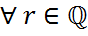 ∀ r ∈ ℚ